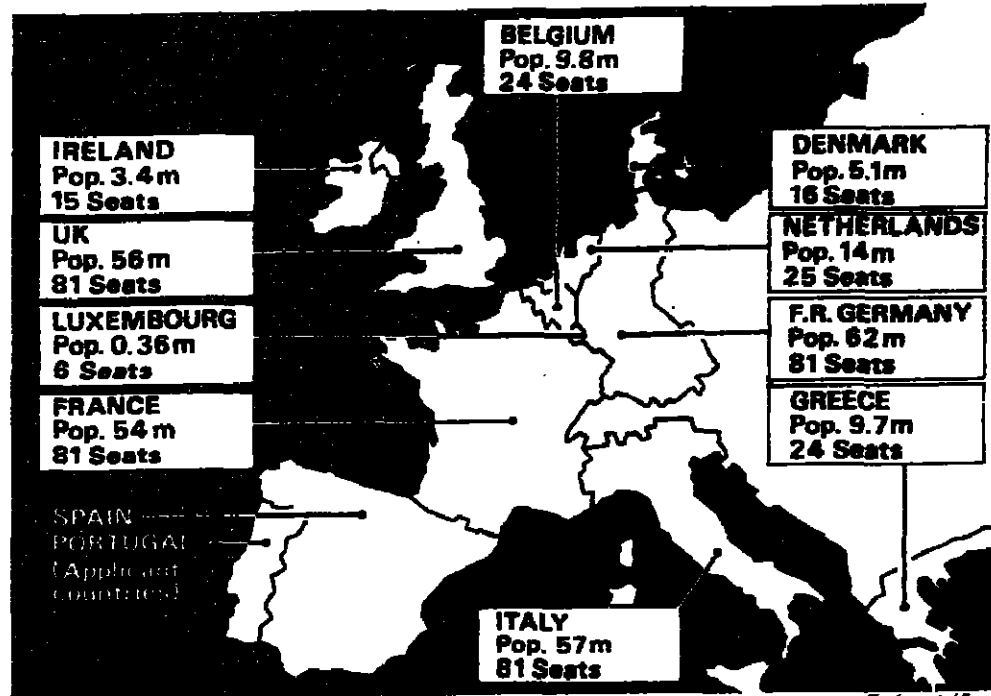 BELGIUM
Pop. 9.8m
24 Seats
IRELAND
Pop. 3.4m
15 Seats
DENMARK
Pop. 5.1m
16 Seats
UK
Pop. 56m
81 Seats
NETHERLANDS
Pop. 14m
25 Seats
LUXEMBOURG
Pop. 0.36m
6 Seats
F.R. GERMANY
Pop. 62m
81 Seats
FRANCE
Pop. 54m
81 Seats
GREECE
Pop. 9.7m
24 Seats
SPAIN
PORTUGAL
(Applicant
countries)
ITALY
Pop. 57m
81 Seats